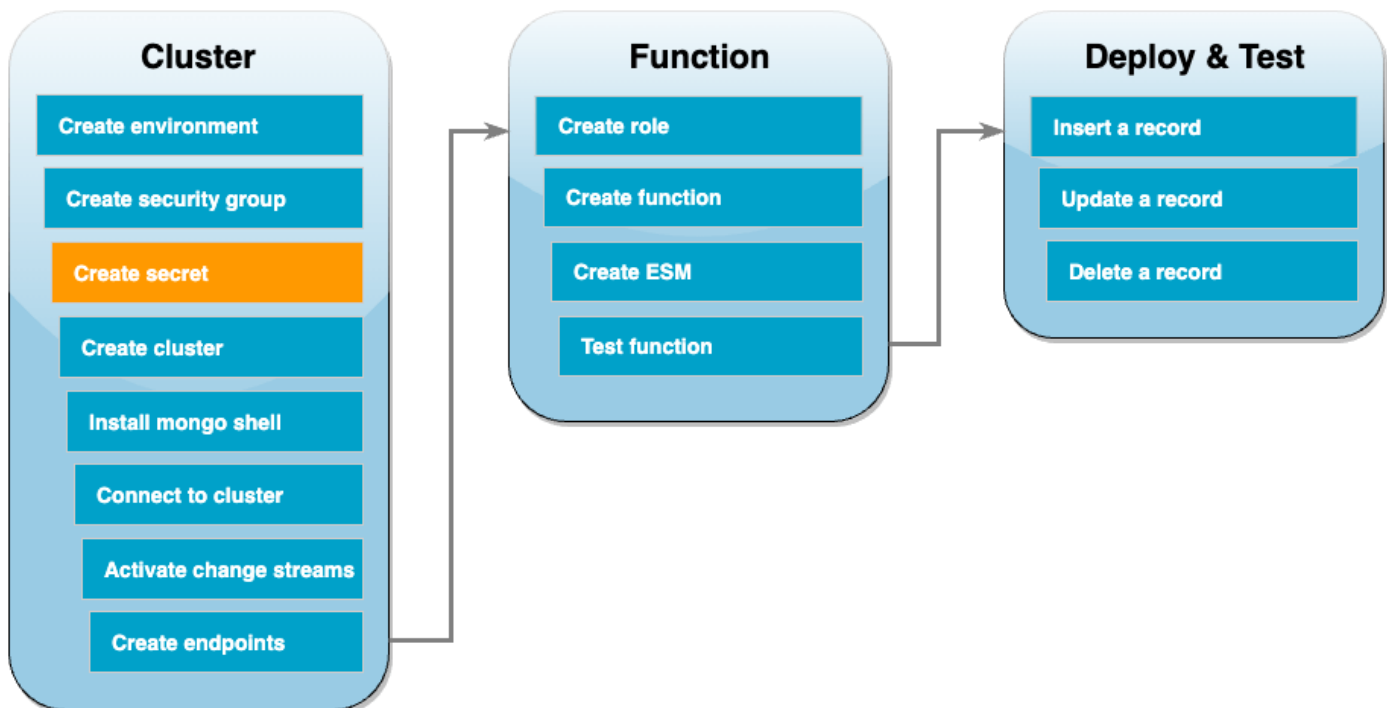 Cluster
Create environment
Create security group
Create secret
Create cluster
Install mongo shell
Connect to cluster
Activate change streams
Create endpoints
Function
Create role
Create function
Create ESM
Test function
Deploy & Test
Insert a record
Update a record
Delete a record